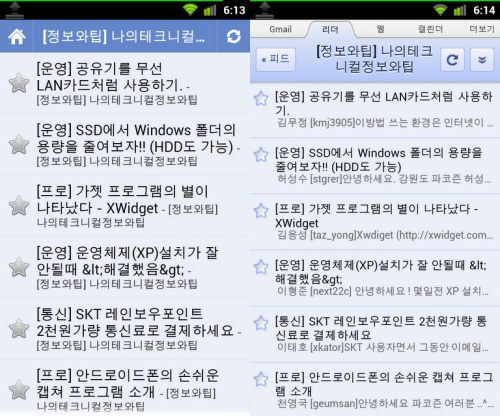 6:13
[정보와팁] 나의테크니컬...
[운영] 공유기를 무선
LAN카드처럼 사용하기. -
[정보와팁] 나의테크니컬정보와팁
[운영] SSD에서 Windows 폴더의
용량을 줄여보자!! (HDD도 가능) -
[정보와팁] 나의테크니컬정보와팁
[프로] 가젯 프로그램의 별이
나타났다 - XWidget - [정보와팁]
나의테크니컬정보와팁
[운영] 운영체제(XP)설치가 잘
안될때 &lt;해결했음&gt; -
[정보와팁] 나의테크니컬정보와팁
[통신] SKT 레인보우포인트
2천원가량 통신료로 결제하세요 -
[정보와팁] 나의테크니컬정보와팁
[프로] 안드로이드폰의 손쉬운
캡쳐 프로그램 소개 - [정보와팁]
나의테크니컬정보와팁
6:14
Gmail 리더 웹 캘린더 더보기
« 피드
[정보와팁] 나의테크
니컬정보와팁
[운영] 공유기를 무선 LAN카드처럼 사용하
기.
김무정 [kmj3905]이방법 쓰는 환경은 인터넷이 ...
[운영] SSD에서 Windows 폴더의 용량을
줄여보자!! (HDD도 가능)
허성수 [stgrer]안녕하세요. 강원도 파코즌 허성...
[프로] 가젯 프로그램의 별이 나타났다 -
XWidget
김용성 [taz_yong]Xwdiget (http://xwidget.com...
[운영] 운영체제(XP)설치가 잘 안될때 &lt;
해결했음&gt;
이형준 [next22c] 안녕하세요 ! 몇일전 XP 설치...
[통신] SKT 레인보우포인트 2천원가량 통신
료로 결제하세요
이태호 [xkator]SKT 사용자면서 그동안 이메일...
[프로] 안드로이드폰의 손쉬운 캡쳐 프로그
램 소개
천영국 [geumsan]안녕하세요 파코즌 여러분 ..^...